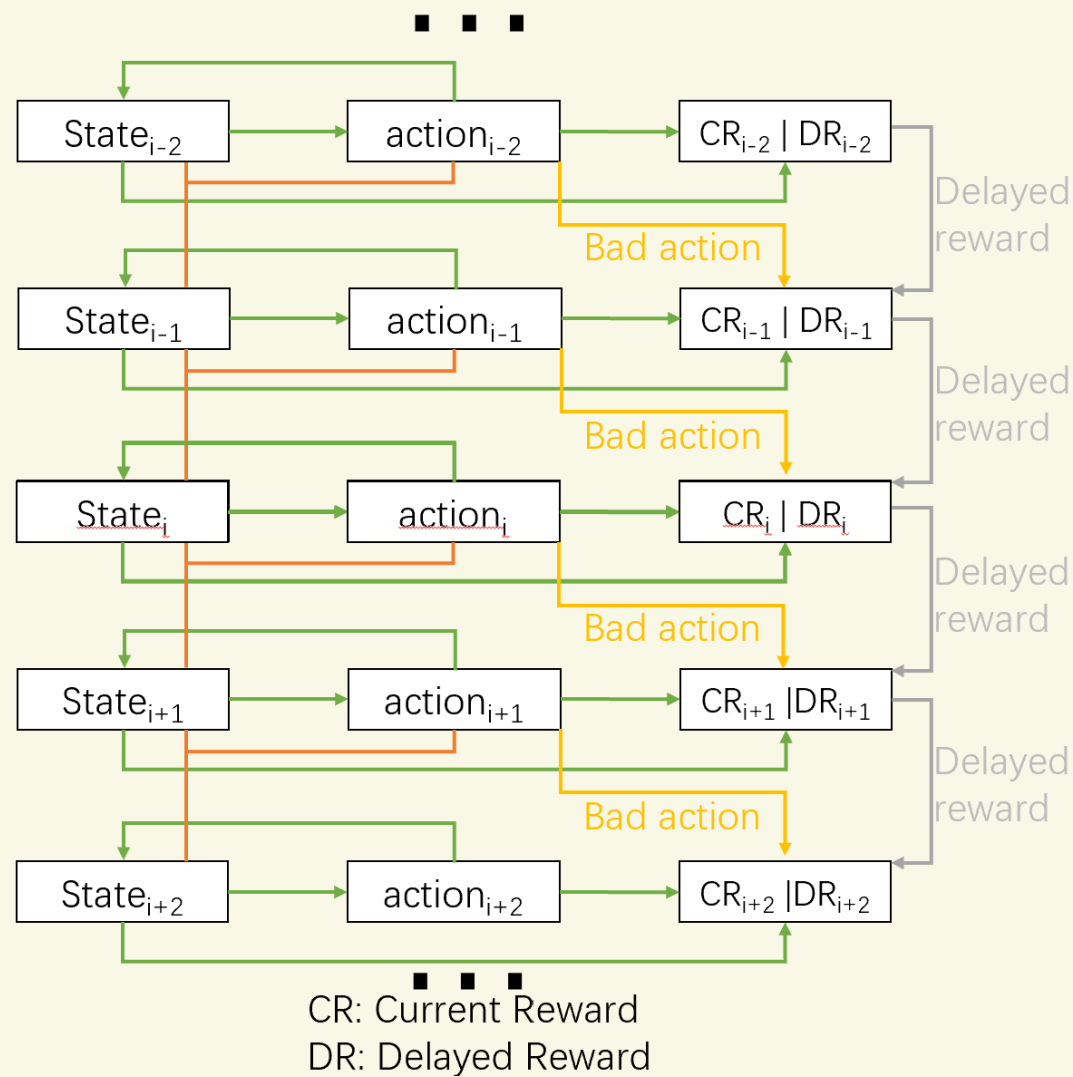 State_{i-2} action_{i-2} CR_{i-2} | DR_{i-2}
Delayed
reward
Bad action
State_{i-1} action_{i-1} CR_{i-1} | DR_{i-1}
Delayed
reward
Bad action
State_i action_i CR_i | DR_i
Delayed
reward
Bad action
State_{i+1} action_{i+1} CR_{i+1} |DR_{i+1}
Delayed
reward
Bad action
State_{i+2} action_{i+2} CR_{i+2} |DR_{i+2}
CR: Current Reward
DR: Delayed Reward